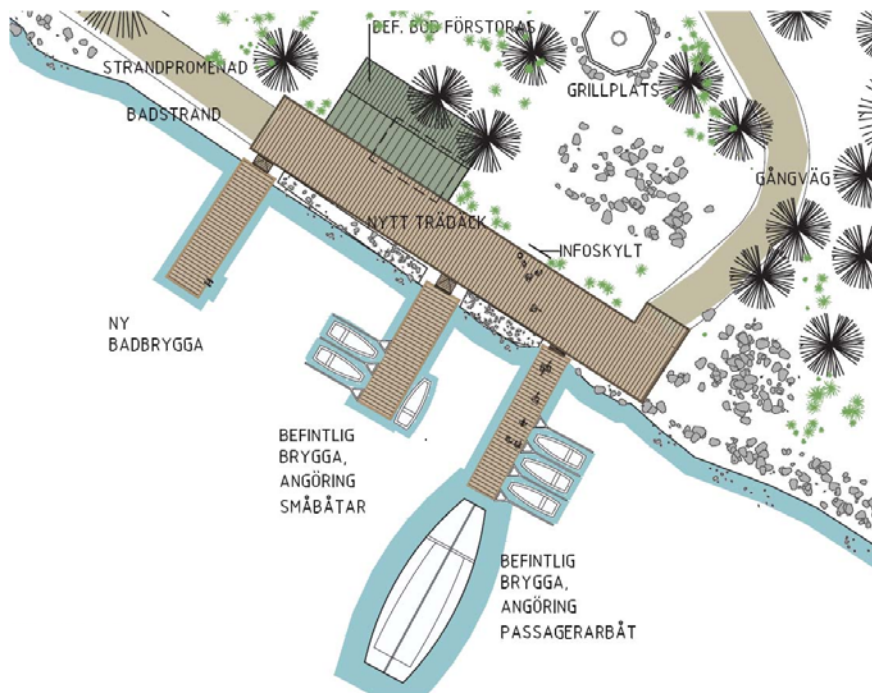 BEF. BOD FÖRSTORAS
STRANDPROMENAD
GRILLPLATS
BADSTRAND
GÅNGVÄG
NYTT TRÄDÄCK
INFOSKYLT
NY
BADBRYGGA
BEFINTLIG
BRYGGA,
ANGÖRING
SMÅBÅTAR
BEFINTLIG
BRYGGA,
ANGÖRING
PASSAGERARBÅT